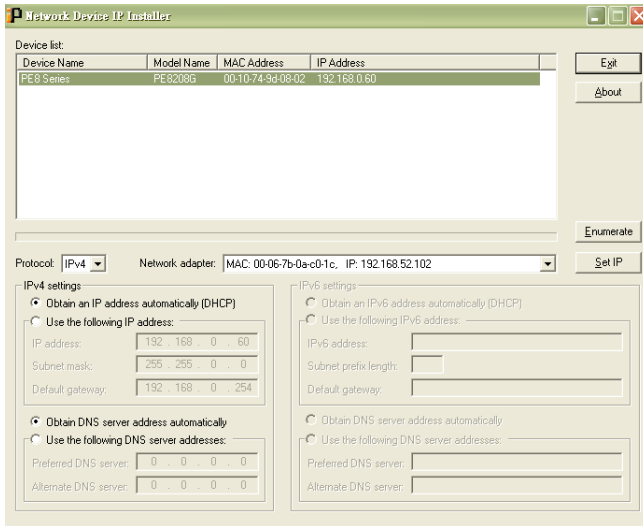 Network Device IP Installer
Device list:
Device Name Model Name MAC Address IP Address
PE8 Series PE8208G 00-10-74-9d-08-02 192.168.0.60
Exit
About
Enumerate
Protocol: IPv4 Network adapter: MAC: 00-06-7b-0a-c0-1c, IP: 192.168.52.102 Set IP
IPv4 settings
Obtain an IP address automatically (DHCP)
Use the following IP address:
IP address: 192 . 168 . 0 . 60
Subnet mask: 255 . 255 . 0 . 0
Default gateway: 192 . 168 . 0 . 254
Obtain DNS server address automatically
Use the following DNS server addresses:
Preferred DNS server: 0 . 0 . 0 . 0
Alternate DNS server: 0 . 0 . 0 . 0
IPv6 settings
Obtain an IPv6 address automatically (DHCP)
Use the following IPv6 address:
IPv6 address:
Subnet prefix length:
Default gateway:
Obtain DNS server address automatically
Use the following DNS server addresses:
Preferred DNS server:
Alternate DNS server: